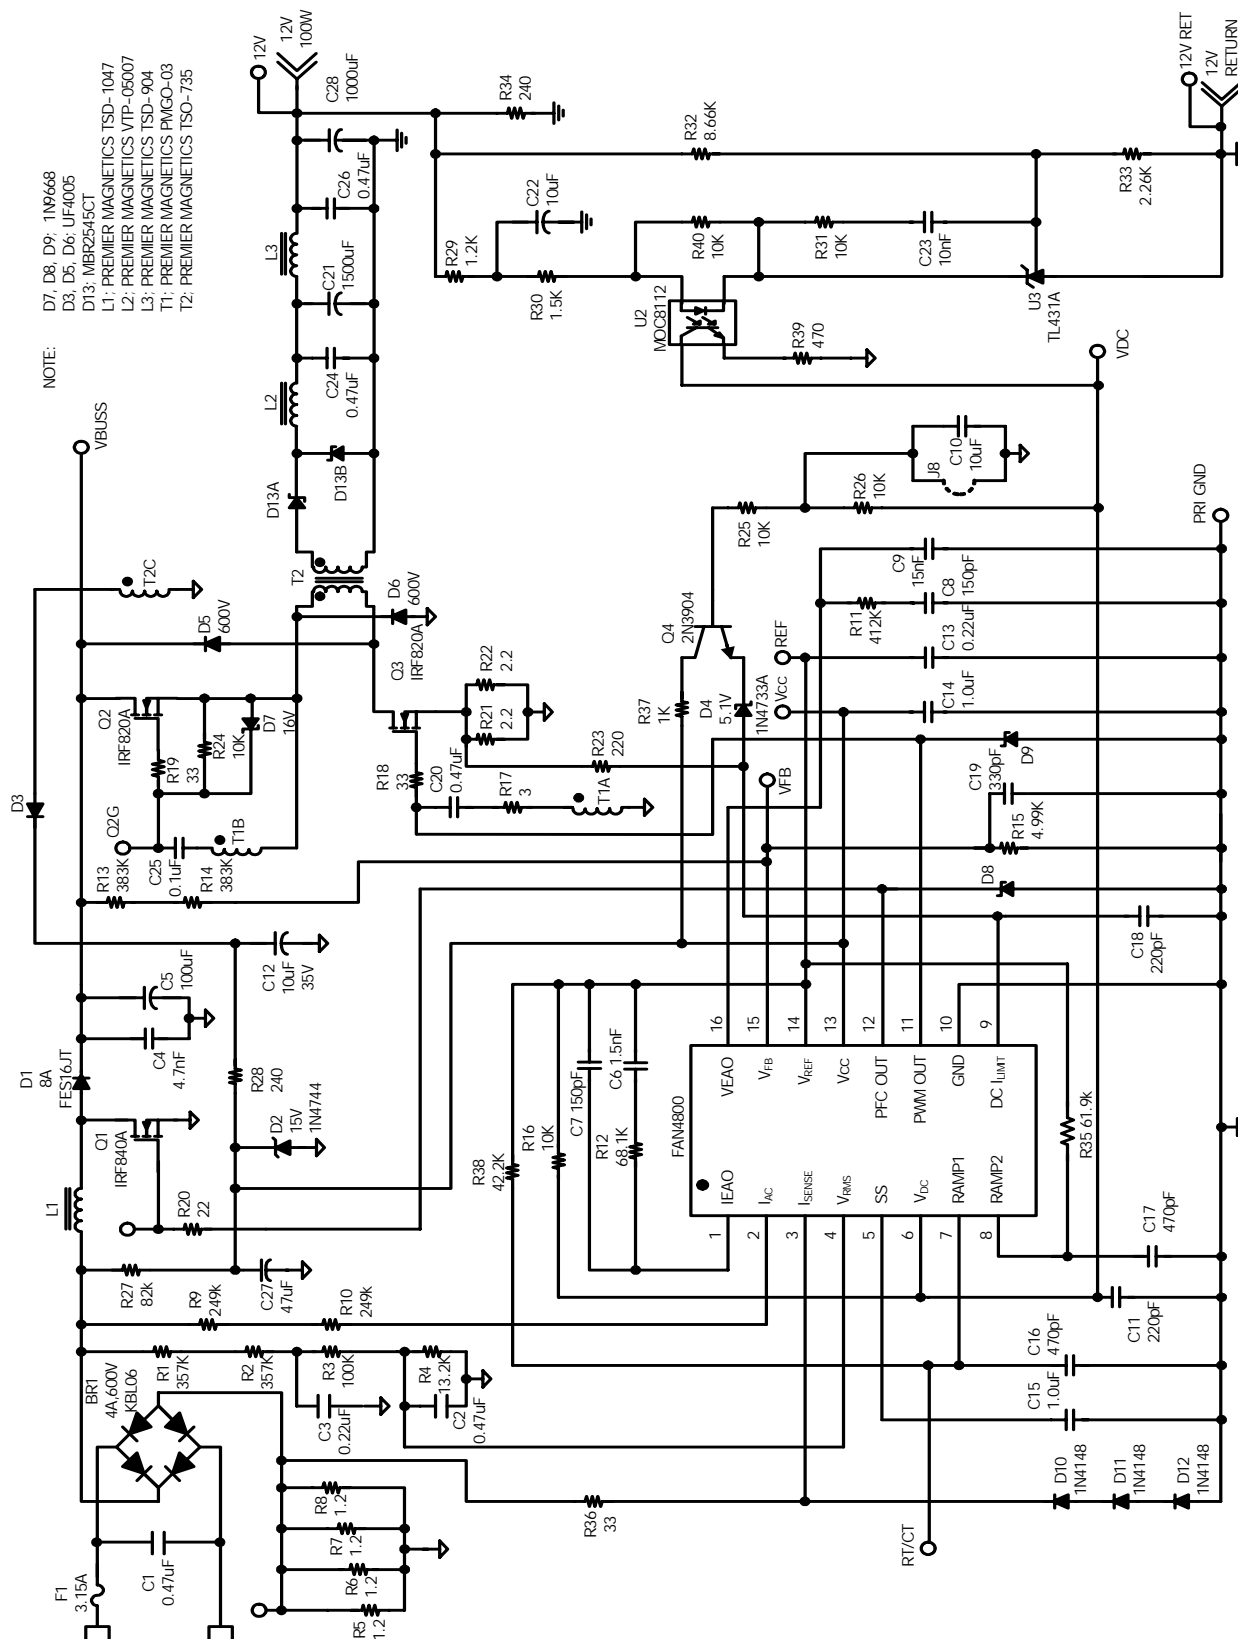 NOTE:
D7, D8, D9; 1N9668
D3, D5, D6; UF4005
D13; MBR2545CT
L1; PREMIER MAGNETICS TSD-1047
L2; PREMIER MAGNETICS VTP-05007
L3; PREMIER MAGNETICS TSD-904
T1; PREMIER MAGNETICS PMGO-03
T2; PREMIER MAGNETICS TSO-735
F1
3.15A
C1
0.47uF
BR1
4A,600V
KBL06
R5
1.2
R6
1.2
R7
1.2
R8
1.2
R1
357K
R2
357K
R3
100K
R4
13.2K
C3
0.22uF
C2
0.47uF
R9
249k
R10
249k
R27
82k
C27
47uF
L1
R20
22
Q1
IRF840A
D1
8A
FES16JT
D2
15V
1N4744
R28
240
C4
4.7nF
C5
100uF
C12
10uF
35V
D3
R13
383K
R14
383K
Q2G
C25
0.1uF
T1B
R19
33
R24
10K
D7
16V
Q2
IRF820A
D5
600V
T2C
VBUSS
T2
D6
600V
Q3
IRF820A
R18
33
C20
0.47uF
R17
3
T1A
R21
2.2
R22
2.2
R23
220
D13A
D13B
L2
C24
0.47uF
C21
1500uF
L3
C26
0.47uF
C28
1000uF
12V
12V
100W
R34
240
R32
8.66K
R33
2.26K
R29
1.2K
C22
10uF
R30
1.5K
R40
10K
R31
10K
C23
10nF
U2
MOC8112
R39
470
U3
TL431A
12V RET
12V
RETURN
VDC
J8
C10
10uF
R25
10K
R26
10K
Q4
2N3904
R37
1K
D4
5.1V
1N4733A
REF
Vcc
VFB
C9
15nF
R11
412K
C8
150pF
C13
0.22uF
C14
1.0uF
D9
C19
330pF
R15
4.99K
D8
C18
220pF
PRI GND
R38
42.2K
R16
10K
C7 150pF
R12
68.1K
C6 1.5nF
FAN4800
1 IEAO
2 IAC
3 ISENSE
4 VRMS
5 SS
6 VDC
7 RAMP1
8 RAMP2
16 VEAO
15 VFB
14 VREF
13 VCC
12 PFC OUT
11 PWM OUT
10 GND
9 DC ILIMIT
R35 61.9k
C17
470pF
C11
220pF
C16
470pF
C15
1.0uF
R36
33
RT/CT
D10
1N4148
D11
1N4148
D12
1N4148